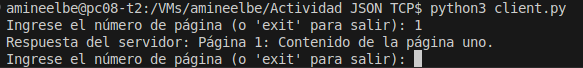 amineelbe@pc08-t2:/VMs/amineelbe/Actividad JSON TCP$ python3 client.py
Ingrese el número de página (o 'exit' para salir): 1
Respuesta del servidor: Página 1: Contenido de la página uno.
Ingrese el número de página (o 'exit' para salir):